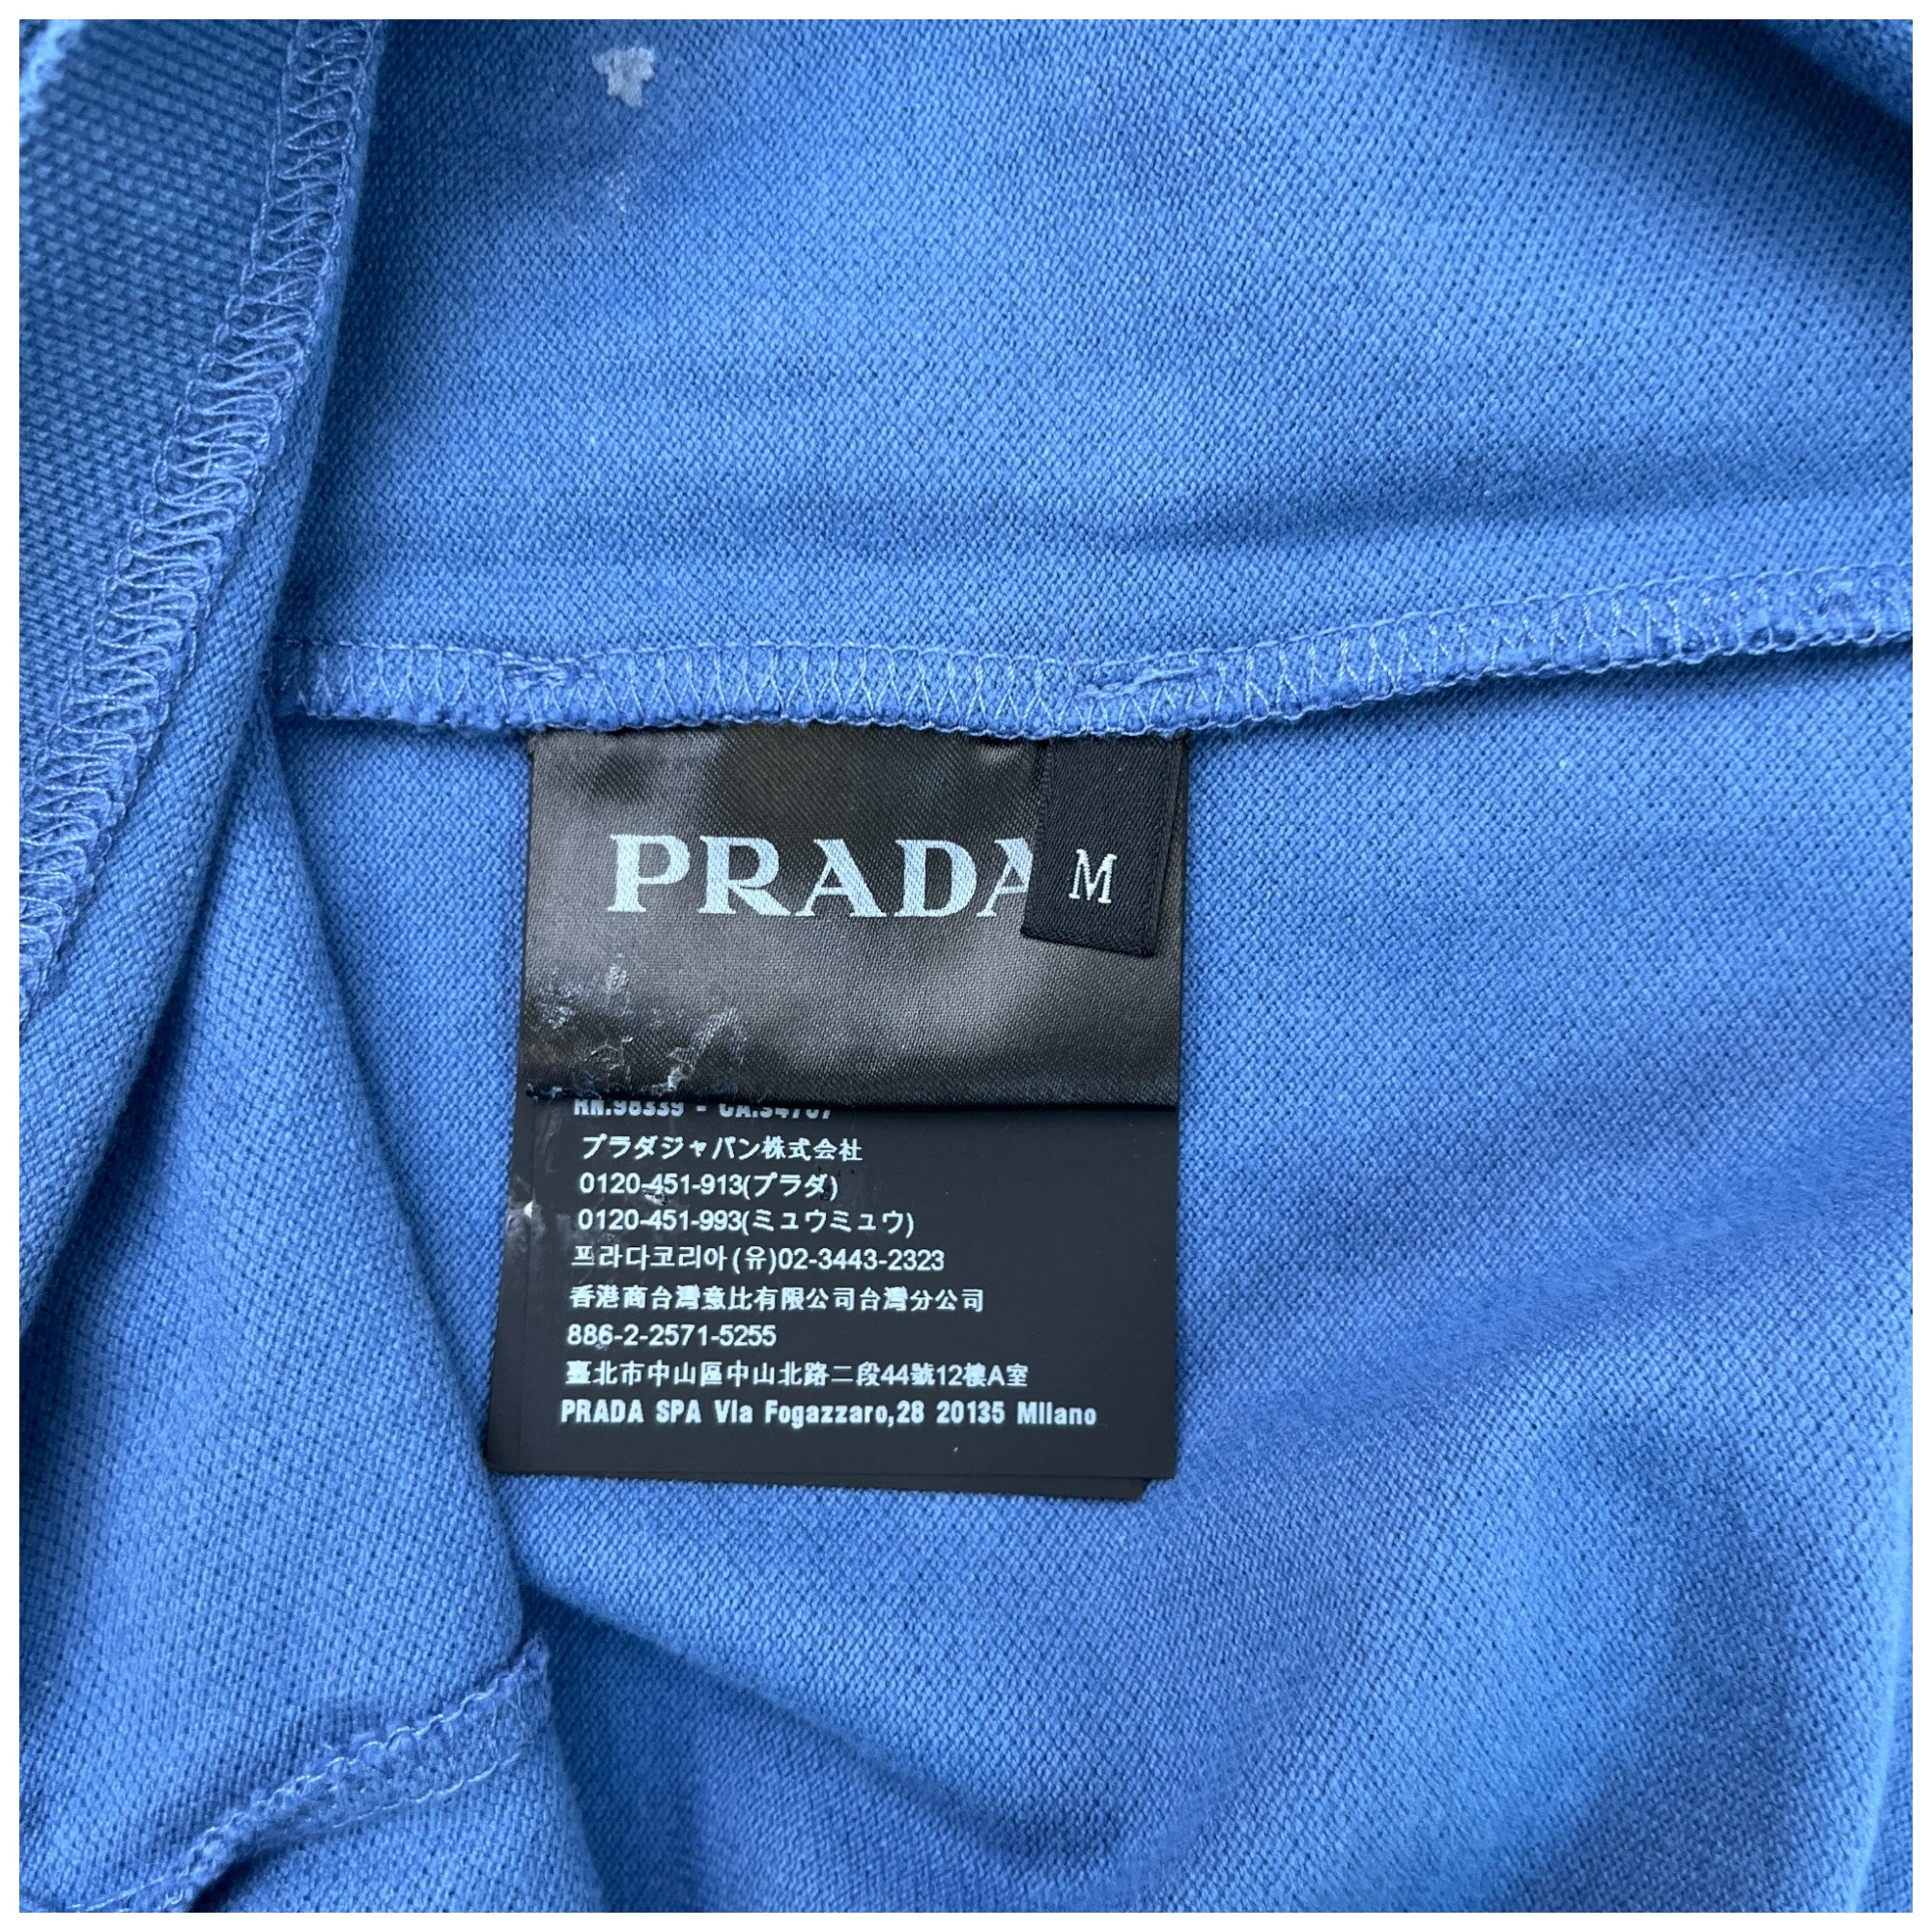 PRADA
M
RN.98339 - CA.34707
プラダジャパン株式会社
0120-451-913(プラダ)
0120-451-993(ミュウミュウ)
프라다코리아(유)02-3443-2323
香港商台灣意比有限公司台灣分公司
886-2-2571-5255
臺北市中山區中山北路二段44號12樓A室
PRADA SPA Via Fogazzaro,28 20135 Milano